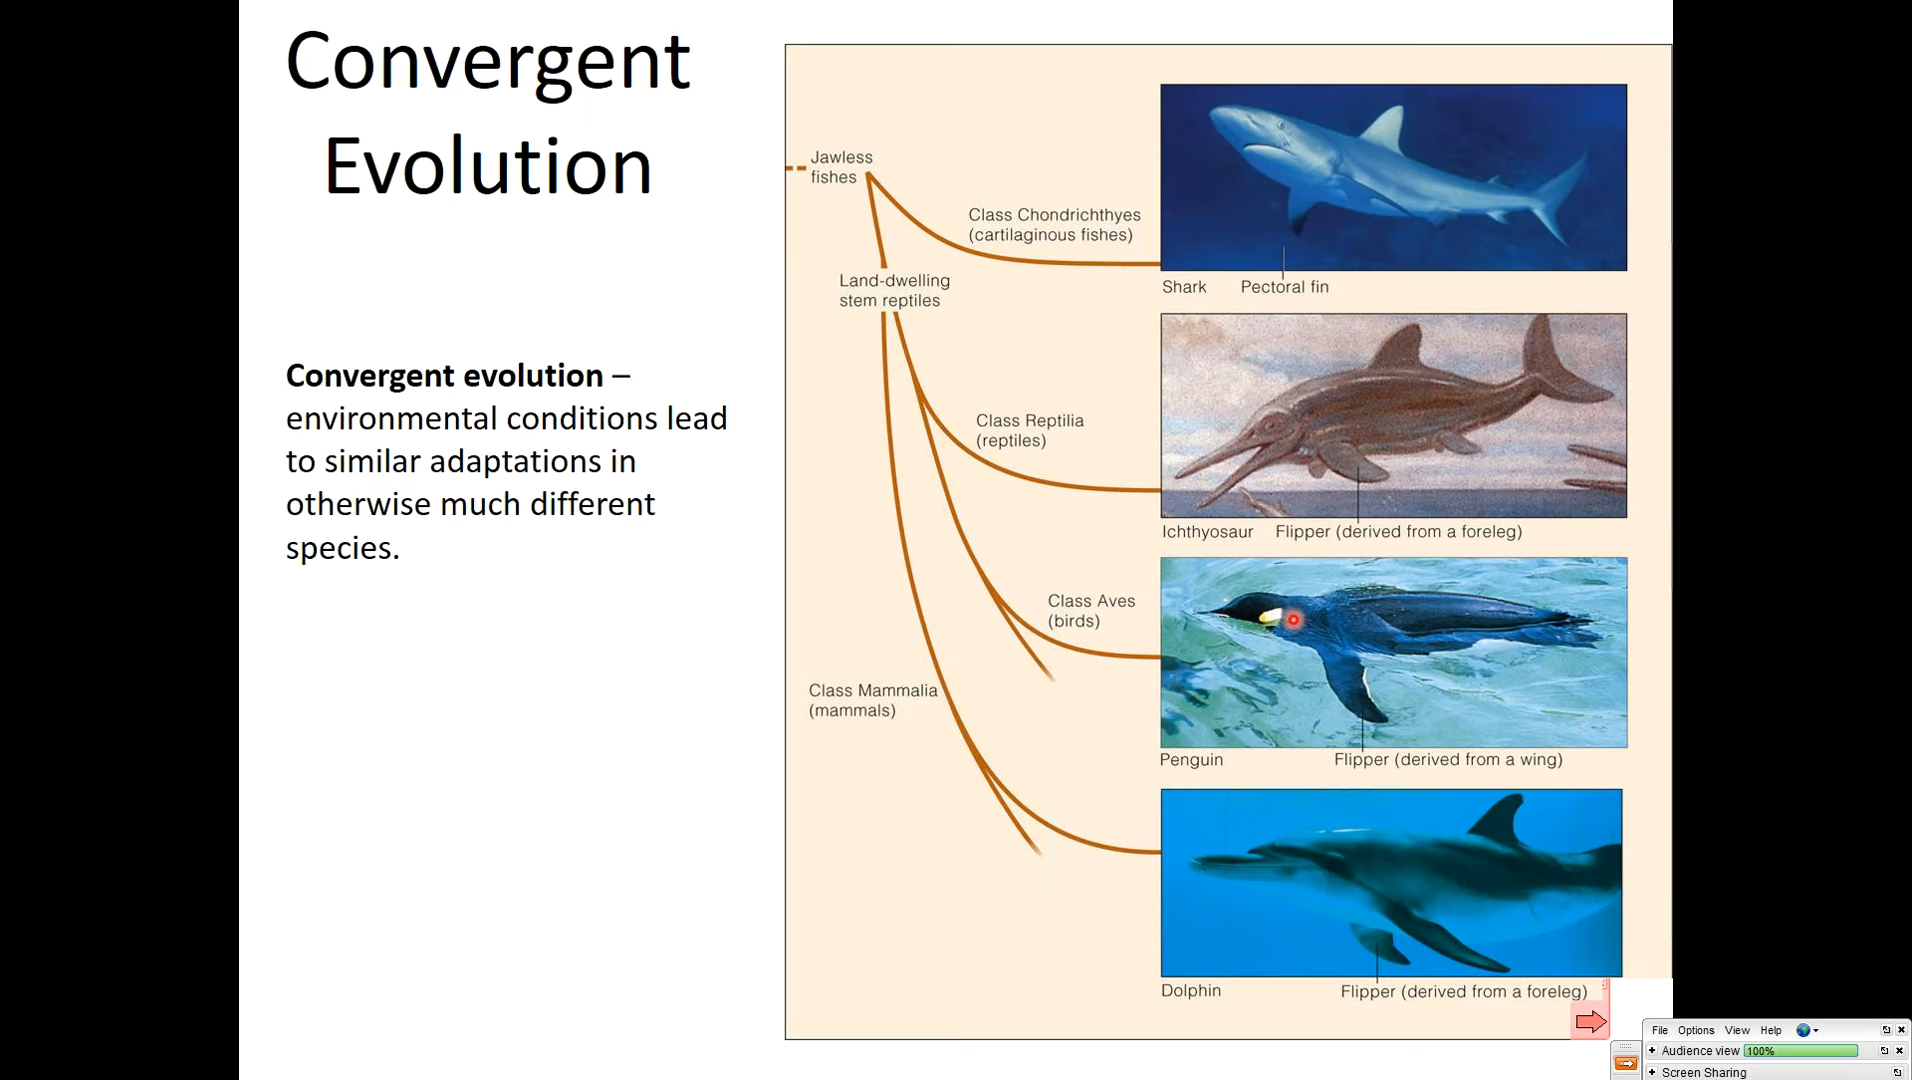 Convergent
Evolution
Convergent evolution –
environmental conditions lead
to similar adaptations in
otherwise much different
species.
Jawless
fishes
Class Chondrichthyes
(cartilaginous fishes)
Shark Pectoral fin
Land-dwelling
stem reptiles
Class Reptilia
(reptiles)
Ichthyosaur Flipper (derived from a foreleg)
Class Aves
(birds)
Penguin Flipper (derived from a wing)
Class Mammalia
(mammals)
Dolphin Flipper (derived from a foreleg)
File Options View Help
Audience view 100%
Screen Sharing